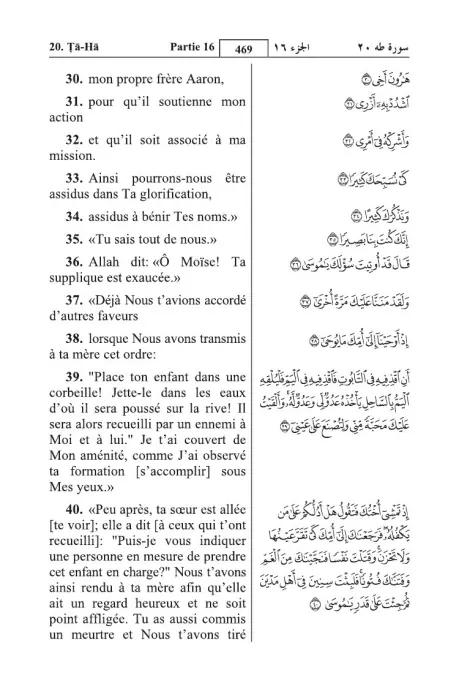 20. Ṭā-Hā Partie 16 469 الجزء ١٦ سورة طه ٢٠
30. mon propre frère Aaron,
31. pour qu'il soutienne mon
action
32. et qu'il soit associé à ma
mission.
33. Ainsi pourrons-nous être
assidus dans Ta glorification,
34. assidus à bénir Tes noms.»
35. «Tu sais tout de nous.»
36. Allah dit: «Ô Moïse! Ta
supplique est exaucée.»
37. «Déjà Nous t'avions accordé
d'autres faveurs
38. lorsque Nous avons transmis
à ta mère cet ordre:
39. "Place ton enfant dans une
corbeille! Jette-le dans les eaux
d'où il sera poussé sur la rive! Il
sera alors recueilli par un ennemi à
Moi et à lui." Je t'ai couvert de
Mon aménité, comme J'ai observé
ta formation [s'accomplir] sous
Mes yeux.»
40. «Peu après, ta sœur est allée
[te voir]; elle a dit [à ceux qui t'ont
recueilli]: "Puis-je vous indiquer
une personne en mesure de prendre
cet enfant en charge?" Nous t'avons
ainsi rendu à ta mère afin qu'elle
ait un regard heureux et ne soit
point affligée. Tu as aussi commis
un meurtre et Nous t'avons tiré
هَٰرُونَ أَخِي ٣٠
ٱشْدُدْ بِهِۦٓ أَزْرِي ٣١
وَأَشْرِكْهُ فِيٓ أَمْرِي ٣٢
كَيْ نُسَبِّحَكَ كَثِيرًا ٣٣
وَنَذْكُرَكَ كَثِيرًا ٣٤
إِنَّكَ كُنتَ بِنَا بَصِيرًا ٣٥
قَالَ قَدْ أُوتِيتَ سُؤْلَكَ يَٰمُوسَىٰ ٣٦
وَلَقَدْ مَنَنَّا عَلَيْكَ مَرَّةً أُخْرَىٰٓ ٣٧
إِذْ أَوْحَيْنَآ إِلَىٰٓ أُمِّكَ مَا يُوحَىٰٓ ٣٨
أَنِ ٱقْذِفِيهِ فِي ٱلتَّابُوتِ فَٱقْذِفِيهِ فِي ٱلْيَمِّ فَلْيُلْقِهِ
ٱلْيَمُّ بِٱلسَّاحِلِ يَأْخُذْهُ عَدُوٌّ لِّي وَعَدُوٌّ لَّهُۥ وَأَلْقَيْتُ
عَلَيْكَ مَحَبَّةً مِّنِّي وَلِتُصْنَعَ عَلَىٰ عَيْنِيٓ ٣٩
إِذْ تَمْشِيٓ أُخْتُكَ فَتَقُولُ هَلْ أَدُلُّكُمْ عَلَىٰ مَن
يَكْفُلُهُۥ فَرَجَعْنَٰكَ إِلَىٰٓ أُمِّكَ كَيْ تَقَرَّ عَيْنُهَا
وَلَا تَحْزَنَ وَقَتَلْتَ نَفْسًا فَنَجَّيْنَٰكَ مِنَ ٱلْغَمِّ
وَفَتَنَّٰكَ فُتُونًا فَلَبِثْتَ سِنِينَ فِيٓ أَهْلِ مَدْيَنَ
ثُمَّ جِئْتَ عَلَىٰ قَدَرٍ يَٰمُوسَىٰ ٤٠